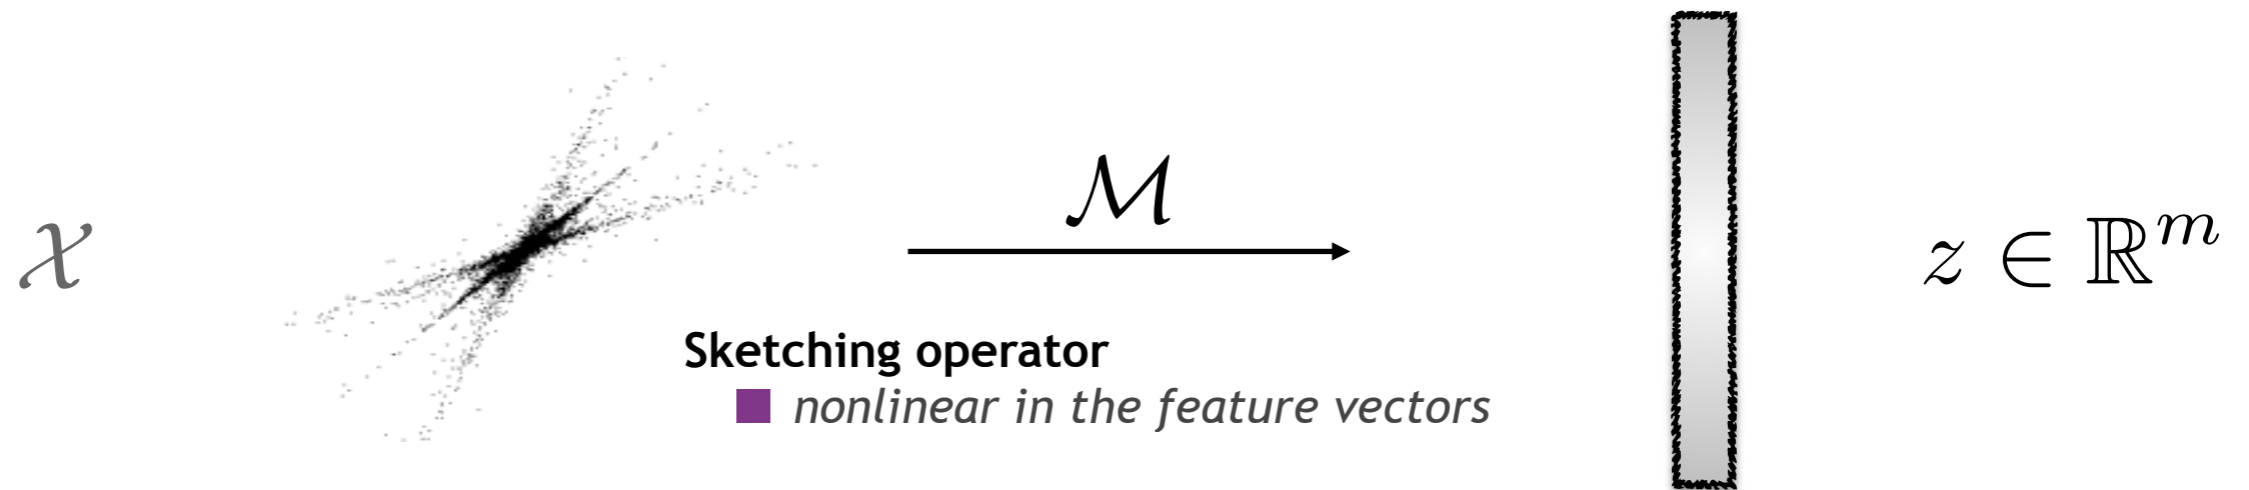 𝒳
ℳ
z ∈ ℝ^m
Sketching operator
nonlinear in the feature vectors